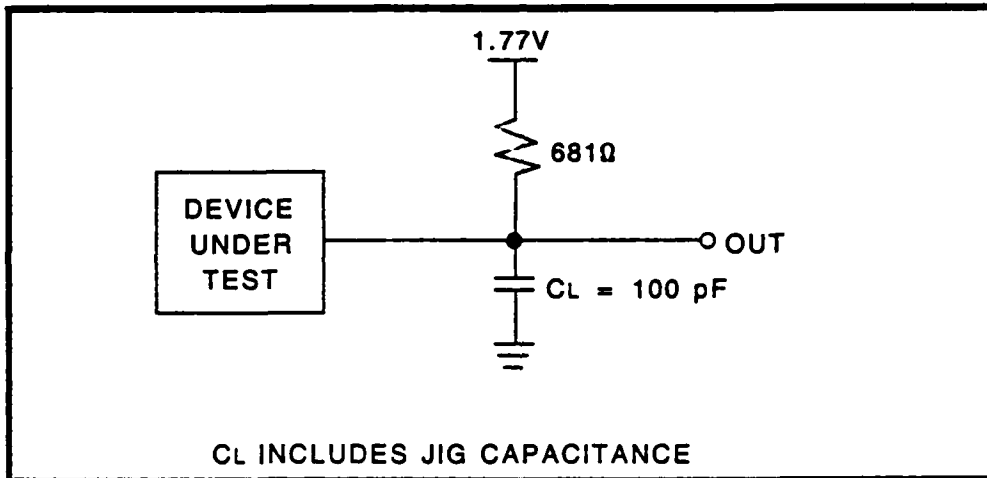 1.77V
681Ω
DEVICE
UNDER
TEST
OUT
CL = 100 pF
CL INCLUDES JIG CAPACITANCE